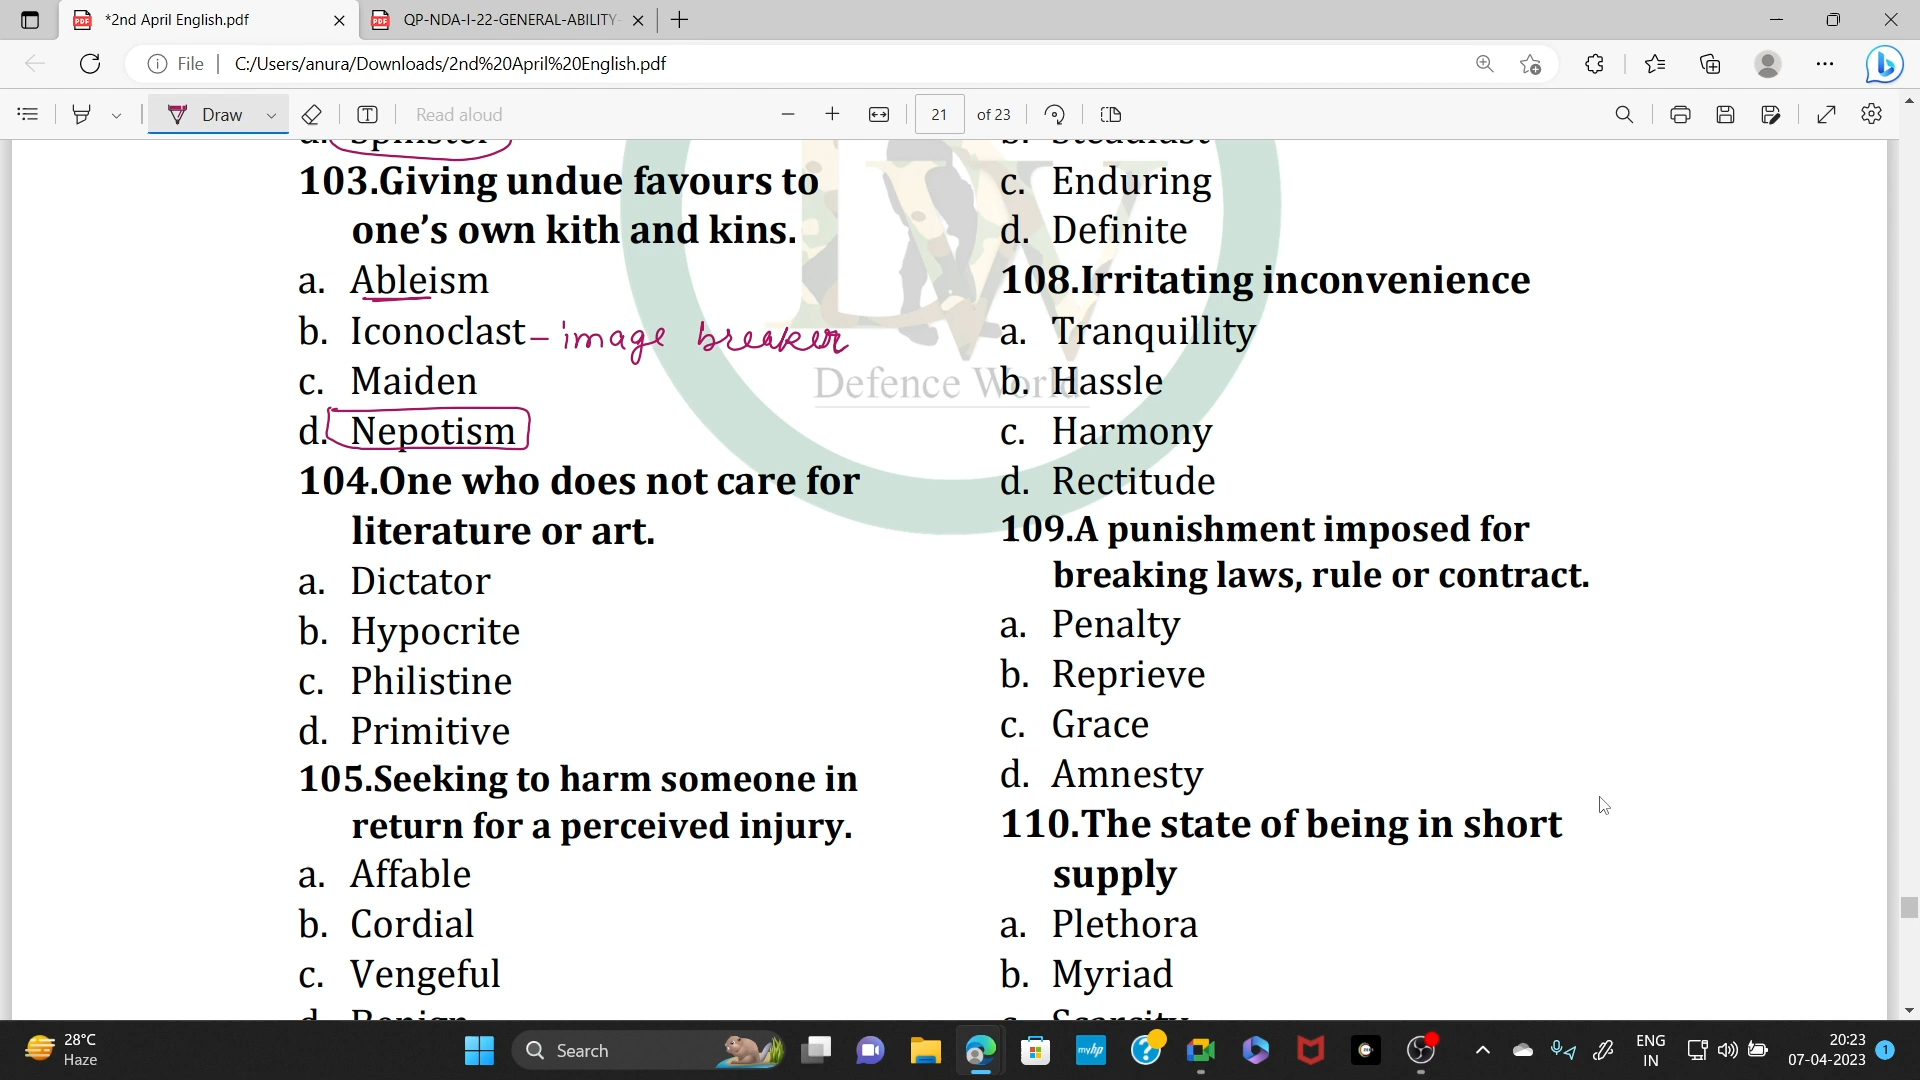 *2nd April English.pdf
QP-NDA-I-22-GENERAL-ABILITY-
File
C:/Users/anura/Downloads/2nd%20April%20English.pdf
Draw
Read aloud
21 of 23
103.Giving undue favours to
one's own kith and kins.
a. Ableism
b. Iconoclast – image breaker
c. Maiden
d. Nepotism
104.One who does not care for
literature or art.
a. Dictator
b. Hypocrite
c. Philistine
d. Primitive
105.Seeking to harm someone in
return for a perceived injury.
a. Affable
b. Cordial
c. Vengeful
Defence World
c. Enduring
d. Definite
108.Irritating inconvenience
a. Tranquillity
b. Hassle
c. Harmony
d. Rectitude
109.A punishment imposed for
breaking laws, rule or contract.
a. Penalty
b. Reprieve
c. Grace
d. Amnesty
110.The state of being in short
supply
a. Plethora
b. Myriad
28°C
Haze
Search
myhp
ENG
IN
20:23
07-04-2023
1